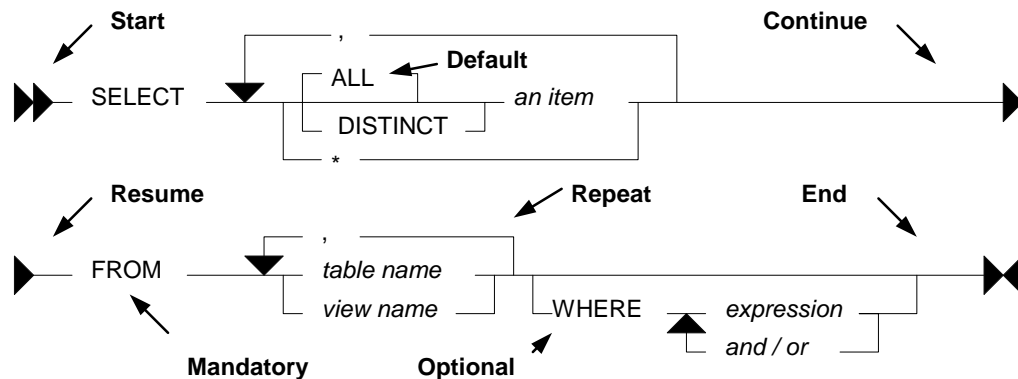 Start
Continue
,
ALL
Default
SELECT
an item
DISTINCT
*
Resume
Repeat
End
,
FROM
table name
view name
WHERE
expression
and / or
Mandatory
Optional